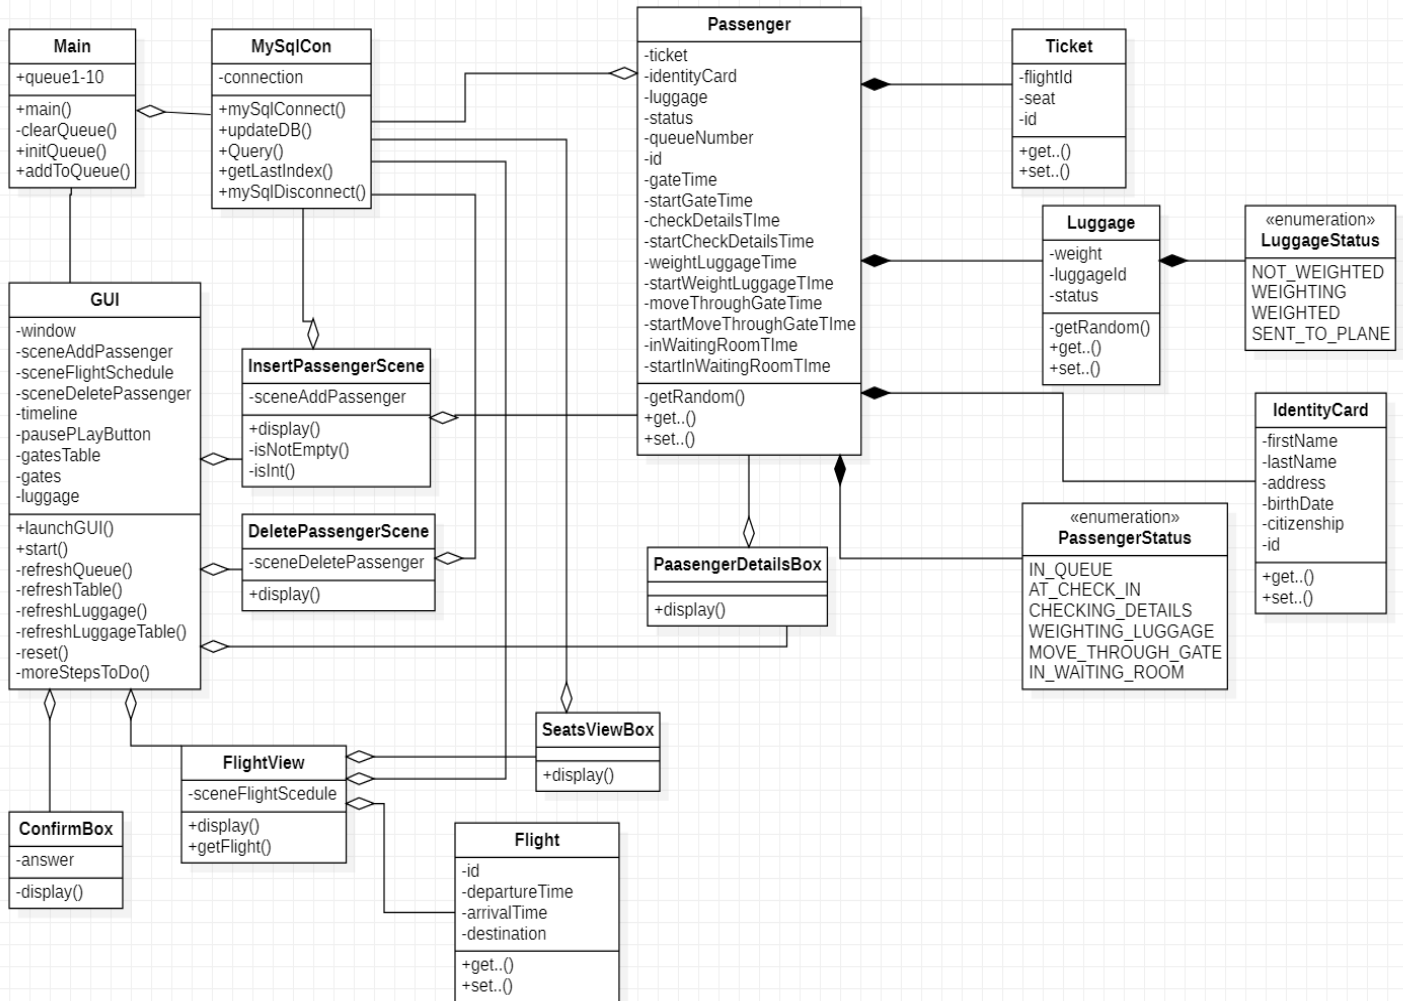 Main
+queue1-10
+main()
-clearQueue()
+initQueue()
+addToQueue()
MySqlCon
-connection
+mySqlConnect()
+updateDB()
+Query()
+getLastIndex()
+mySqlDisconnect()
Passenger
-ticket
-identityCard
-luggage
-status
-queueNumber
-id
-gateTime
-startGateTime
-checkDetailsTIme
-startCheckDetailsTime
-weightLuggageTime
-startWeightLuggageTIme
-moveThroughGateTime
-startMoveThroughGateTIme
-inWaitingRoomTIme
-startInWaitingRoomTIme
-getRandom()
+get..()
+set..()
Ticket
-flightId
-seat
-id
+get..()
+set..()
Luggage
-weight
-luggageId
-status
-getRandom()
+get..()
+set..()
«enumeration»
LuggageStatus
NOT_WEIGHTED
WEIGHTING
WEIGHTED
SENT_TO_PLANE
GUI
-window
-sceneAddPassenger
-sceneFlightSchedule
-sceneDeletePassenger
-timeline
-pausePLayButton
-gatesTable
-gates
-luggage
+launchGUI()
+start()
-refreshQueue()
-refreshTable()
-refreshLuggage()
-refreshLuggageTable()
-reset()
-moreStepsToDo()
InsertPassengerScene
-sceneAddPassenger
+display()
-isNotEmpty()
-isInt()
DeletePassengerScene
-sceneDeletePassenger
+display()
PaasengerDetailsBox
+display()
«enumeration»
PassengerStatus
IN_QUEUE
AT_CHECK_IN
CHECKING_DETAILS
WEIGHTING_LUGGAGE
MOVE_THROUGH_GATE
IN_WAITING_ROOM
IdentityCard
-firstName
-lastName
-address
-birthDate
-citizenship
-id
+get..()
+set..()
SeatsViewBox
+display()
FlightView
-sceneFlightScedule
+display()
+getFlight()
ConfirmBox
-answer
-display()
Flight
-id
-departureTime
-arrivalTime
-destination
+get..()
+set..()